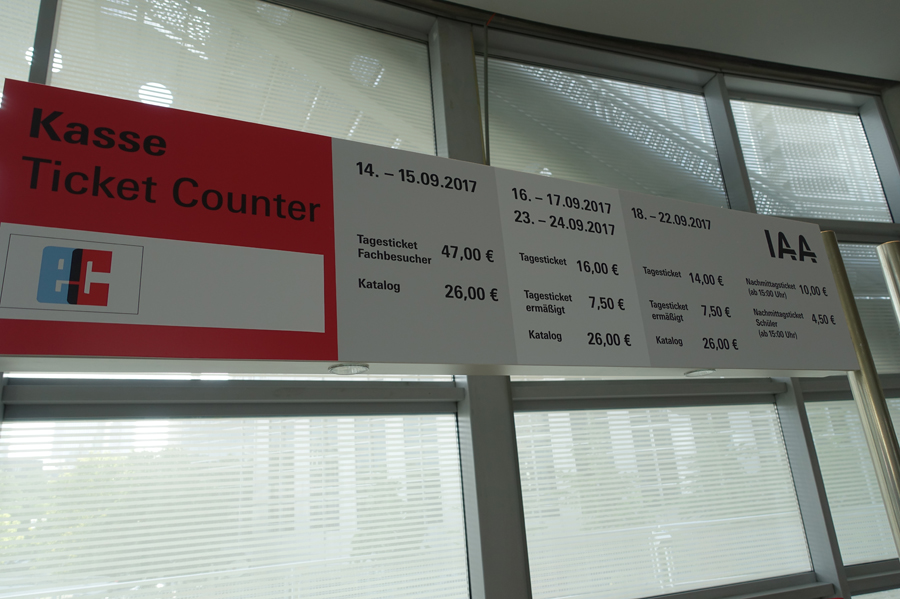 Kasse
Ticket Counter
ec
14. – 15.09.2017
Tagesticket
Fachbesucher 47,00 €
Katalog 26,00 €
16. – 17.09.2017
23. – 24.09.2017
Tagesticket 16,00 €
Tagesticket
ermäßigt 7,50 €
Katalog 26,00 €
18. – 22.09.2017
Tagesticket 14,00 €
Tagesticket
ermäßigt 7,50 €
Katalog 26,00 €
IAA
Nachmittagsticket 10,00 €
(ab 15:00 Uhr)
Nachmittagsticket 4,50 €
Schüler
(ab 15:00 Uhr)